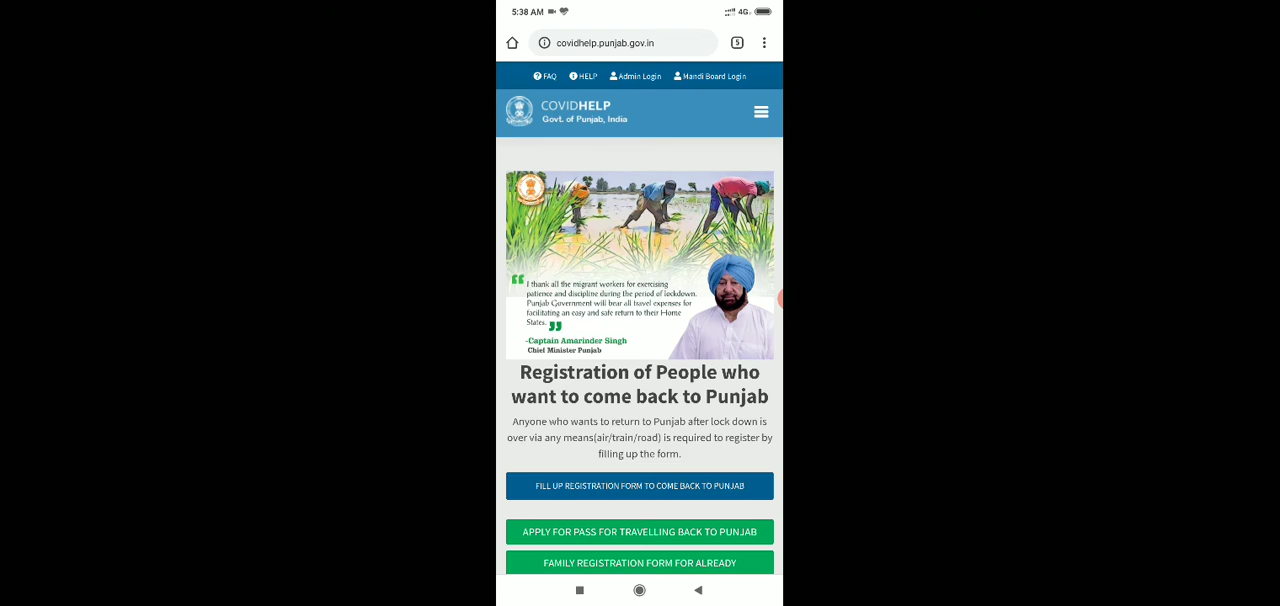 5:38 AM
4G
covidhelp.punjab.gov.in
5
FAQ HELP Admin Login Mandi Board Login
COVIDHELP
Govt. of Punjab, India
I thank all the migrant workers for exercising
patience and discipline during the period of lockdown.
Punjab Government will bear all travel expenses for
facilitating an easy and safe return to their Home
States.
-Captain Amarinder Singh
Chief Minister Punjab
Registration of People who
want to come back to Punjab
Anyone who wants to return to Punjab after lock down is
over via any means(air/train/road) is required to register by
filling up the form.
FILL UP REGISTRATION FORM TO COME BACK TO PUNJAB
APPLY FOR PASS FOR TRAVELLING BACK TO PUNJAB
FAMILY REGISTRATION FORM FOR ALREADY